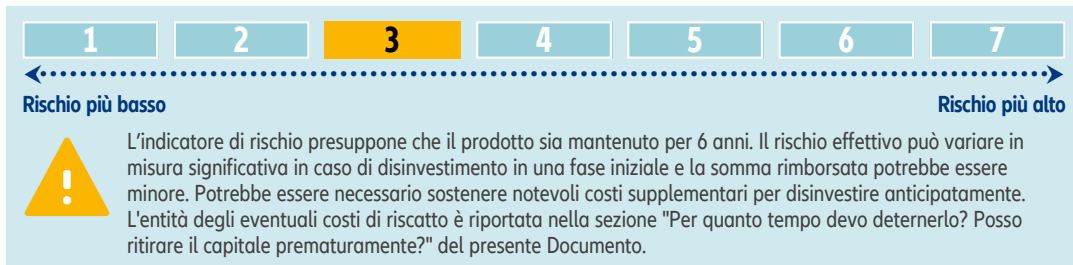 1 2 3 4 5 6 7
Rischio più basso Rischio più alto
L’indicatore di rischio presuppone che il prodotto sia mantenuto per 6 anni. Il rischio effettivo può variare in
misura significativa in caso di disinvestimento in una fase iniziale e la somma rimborsata potrebbe essere
minore. Potrebbe essere necessario sostenere notevoli costi supplementari per disinvestire anticipatamente.
L'entità degli eventuali costi di riscatto è riportata nella sezione "Per quanto tempo devo deternerlo? Posso
ritirare il capitale prematuramente?" del presente Documento.